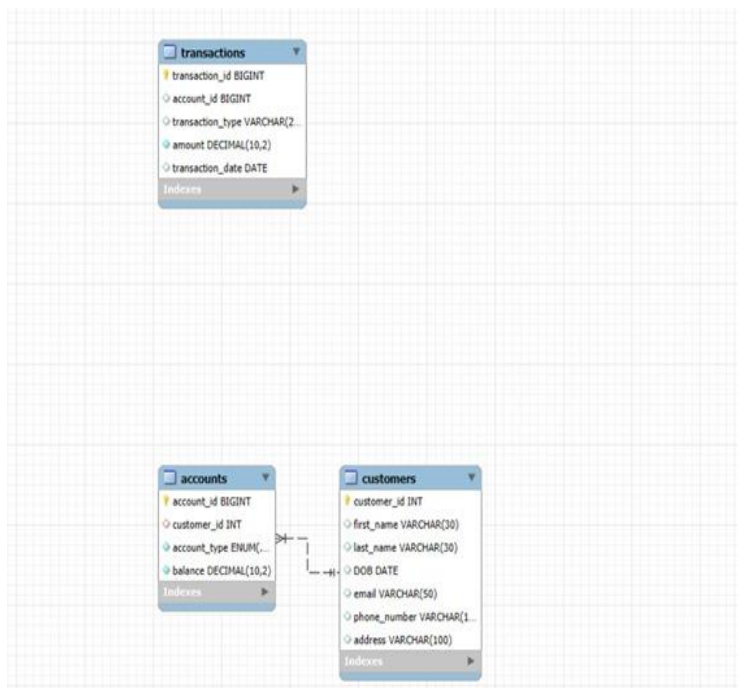 transactions
transaction_id BIGINT
account_id BIGINT
transaction_type VARCHAR(2...
amount DECIMAL(10,2)
transaction_date DATE
Indexes
accounts
account_id BIGINT
customer_id INT
account_type ENUM(...
balance DECIMAL(10,2)
Indexes
customers
customer_id INT
first_name VARCHAR(30)
last_name VARCHAR(30)
DOB DATE
email VARCHAR(50)
phone_number VARCHAR(1...
address VARCHAR(100)
Indexes